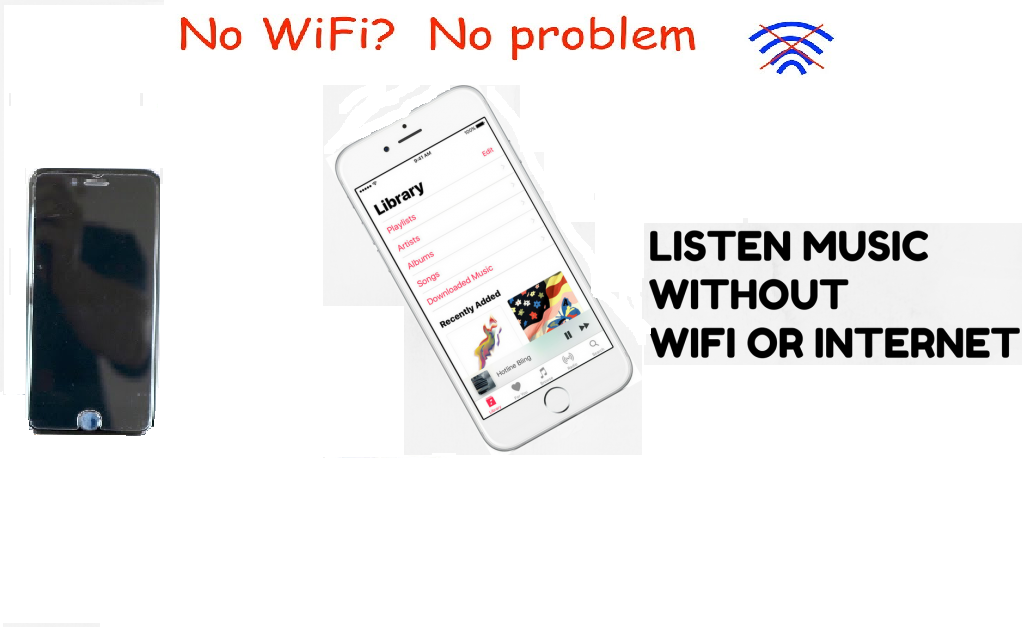 No WiFi? No problem
100%
9:41 AM
Edit
Library
Playlists
Artists
Albums
Songs
Downloaded Music
Recently Added
Hotline Bling
Library
LISTEN MUSIC
WITHOUT
WIFI OR INTERNET